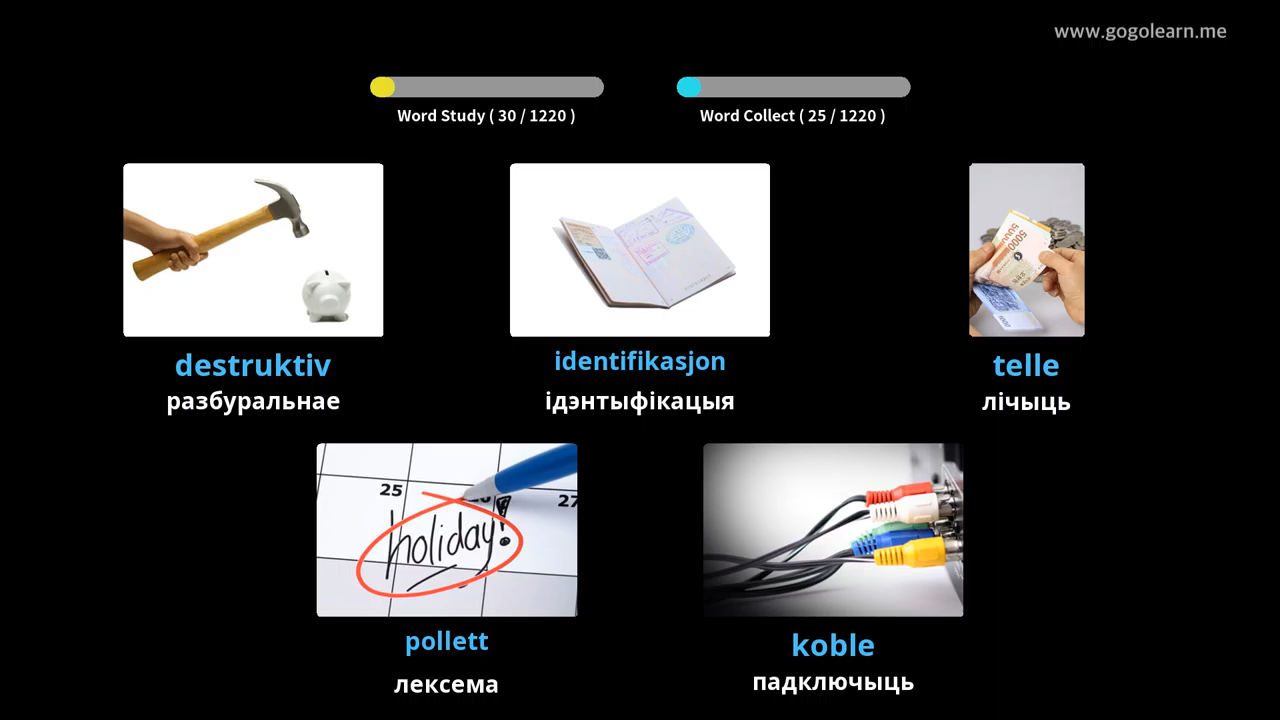 www.gogolearn.me
Word Study ( 30 / 1220 )
Word Collect ( 25 / 1220 )
5000
destruktiv
разбуральнае
identifikasjon
ідэнтыфікацыя
telle
лічыць
25
27
holiday!
pollett
лексема
koble
падключыць